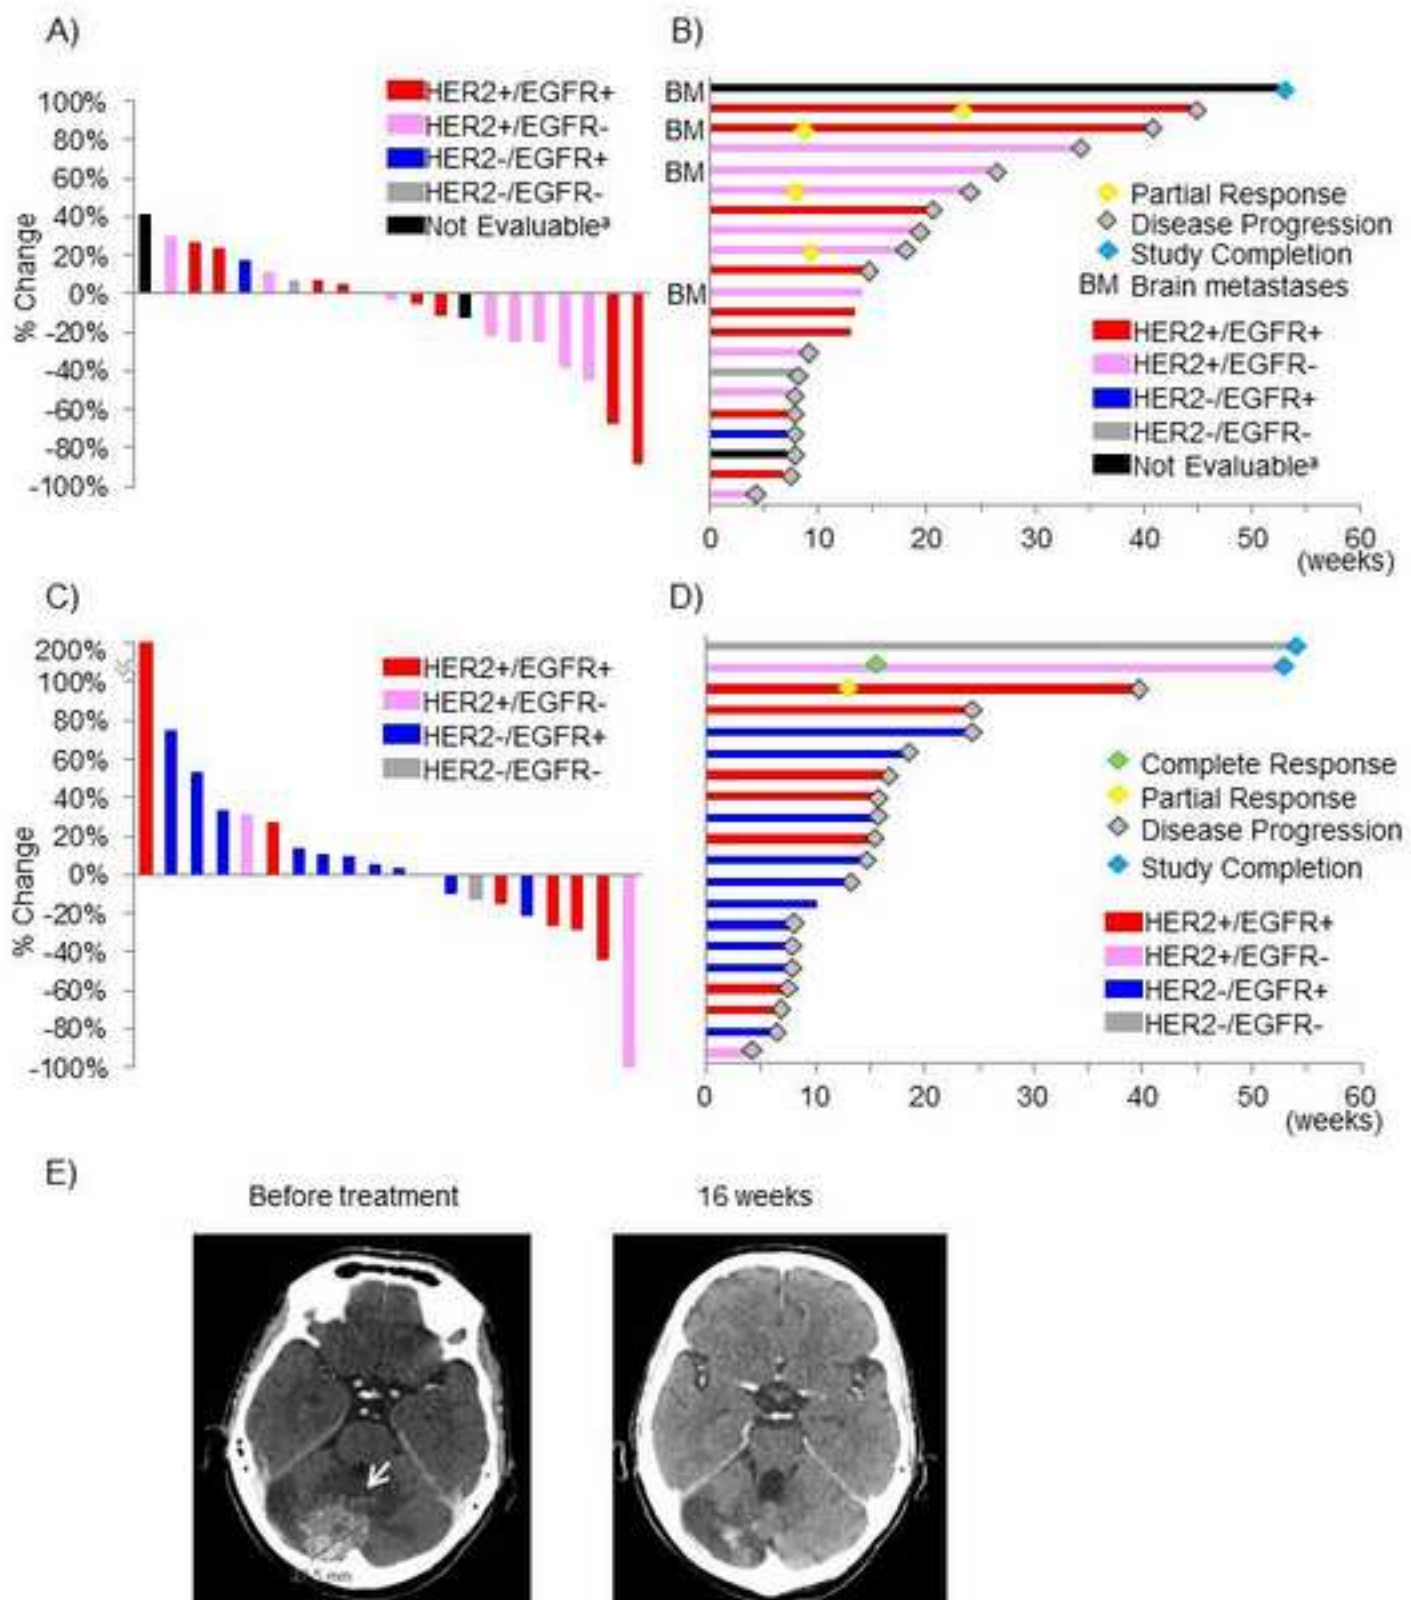 A)
HER2+/EGFR+
HER2+/EGFR-
HER2-/EGFR+
HER2-/EGFR-
Not Evaluableª
100%
80%
60%
40%
20%
0%
-20%
-40%
-60%
-80%
-100%
% Change
B)
BM
BM
BM
BM
Partial Response
Disease Progression
Study Completion
BM Brain metastases
HER2+/EGFR+
HER2+/EGFR-
HER2-/EGFR+
HER2-/EGFR-
Not Evaluableª
0 10 20 30 40 50 60
(weeks)
C)
200%
100%
80%
60%
40%
20%
0%
-20%
-40%
-60%
-80%
-100%
% Change
HER2+/EGFR+
HER2+/EGFR-
HER2-/EGFR+
HER2-/EGFR-
D)
Complete Response
Partial Response
Disease Progression
Study Completion
HER2+/EGFR+
HER2+/EGFR-
HER2-/EGFR+
HER2-/EGFR-
0 10 20 30 40 50 60
(weeks)
E)
Before treatment
16 weeks
mm